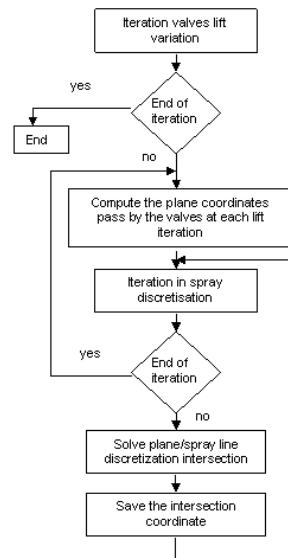 Iteration valves lift
variation
yes
End of
iteration
End
no
Compute the plane coordinates
pass by the valves at each lift
iteration
Iteration in spray
discretisation
yes
End of
iteration
no
Solve plane/spray line
discretization intersection
Save the intersection
coordinate